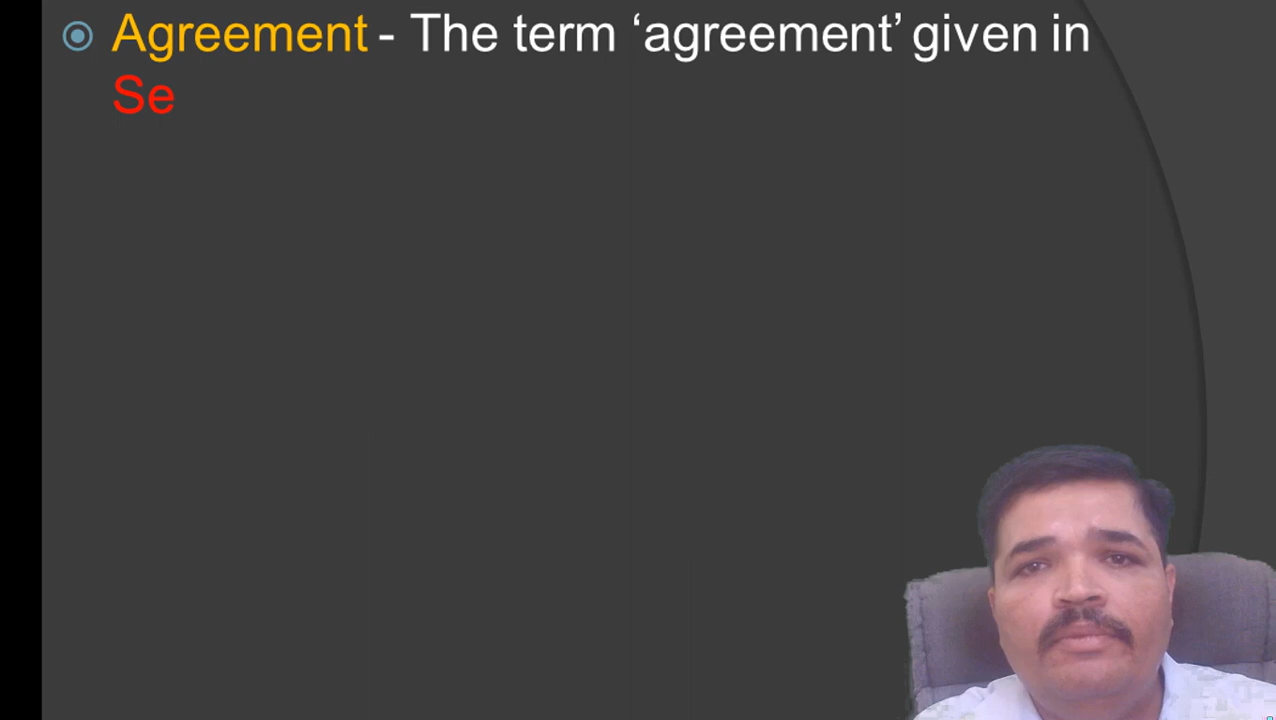 Agreement - The term ‘agreement’ given in
Se